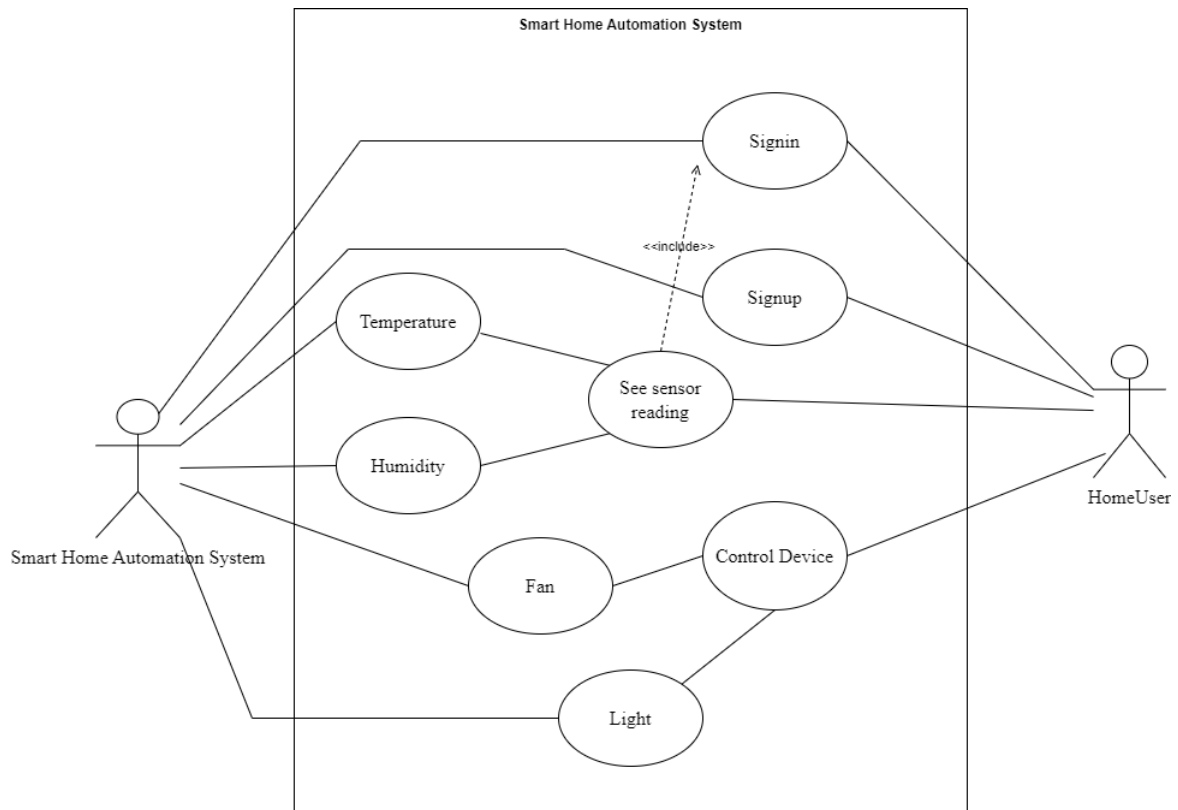 Smart Home Automation System
Signin
<<include>>
Signup
Temperature
See sensor
reading
Humidity
HomeUser
Smart Home Automation System
Control Device
Fan
Light